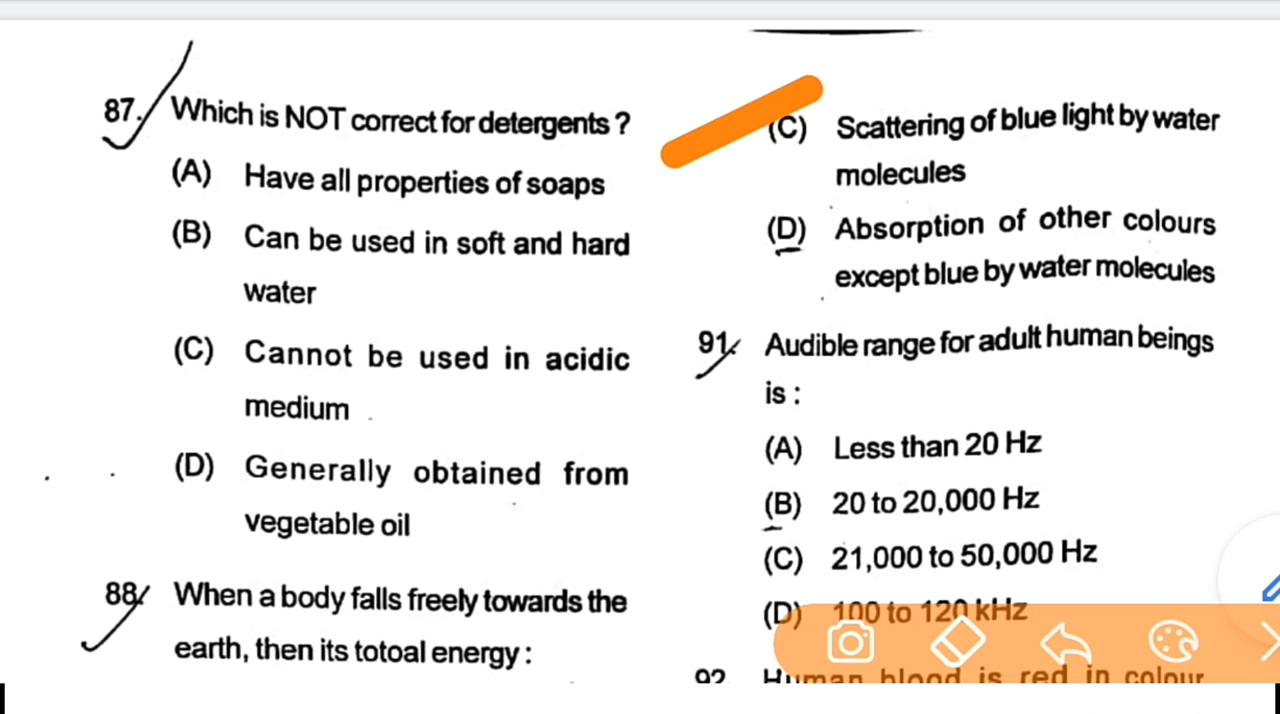 87. Which is NOT correct for detergents ?
(A) Have all properties of soaps
(B) Can be used in soft and hard
water
(C) Cannot be used in acidic
medium
(D) Generally obtained from
vegetable oil
88. When a body falls freely towards the
earth, then its totoal energy :
(C) Scattering of blue light by water
molecules
(D) Absorption of other colours
except blue by water molecules
91. Audible range for adult human beings
is :
(A) Less than 20 Hz
(B) 20 to 20,000 Hz
(C) 21,000 to 50,000 Hz
(D) 100 to 120 kHz
92. Human blood is red in colour